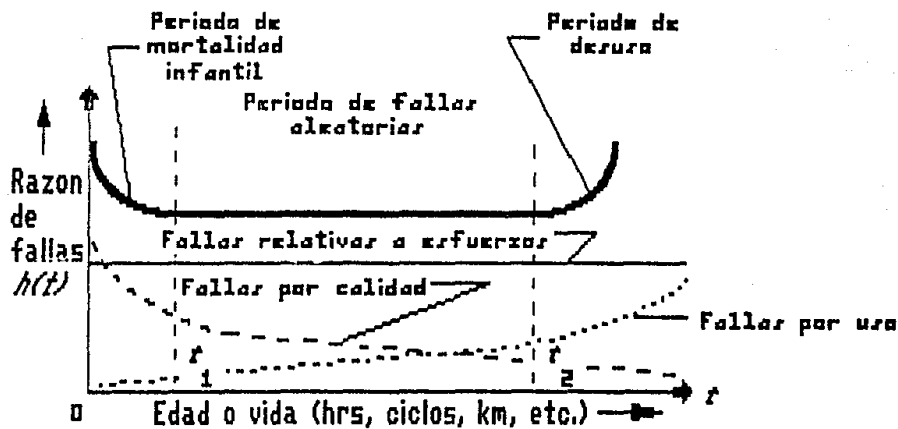 Periodo de
mortalidad
infantil
Periodo de
desuso
Periodo de fallas
aleatorias
Razon
de
fallas
h(t)
Fallas relativas a esfuerzos
Fallas por calidad
Fallas por uso
t
1
t
2
t
0
Edad o vida (hrs, ciclos, km, etc.)